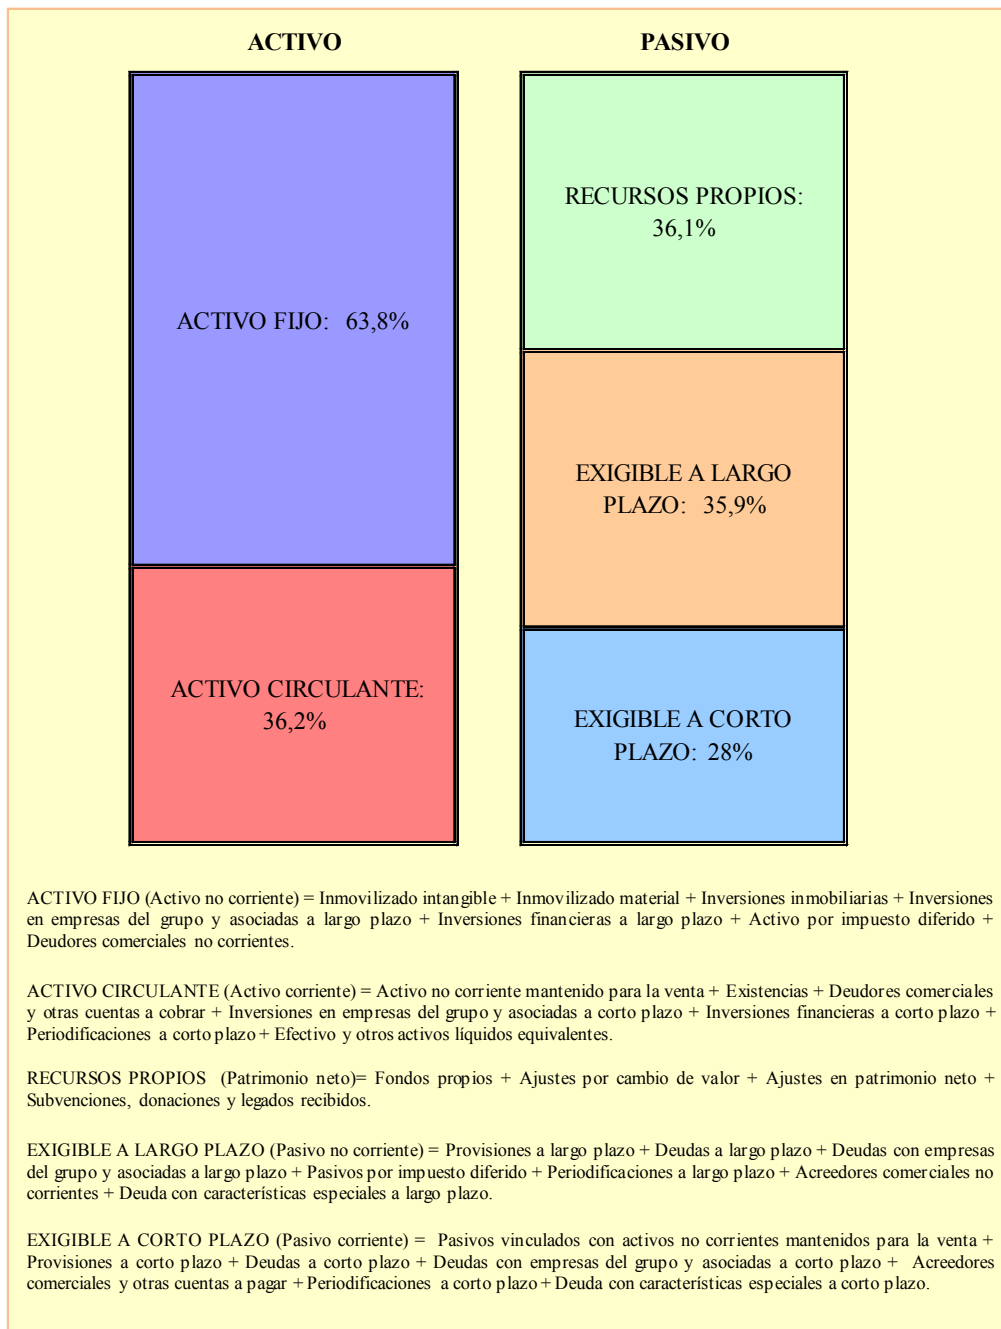 ACTIVO
PASIVO
ACTIVO FIJO: 63,8%
ACTIVO CIRCULANTE:
36,2%
RECURSOS PROPIOS:
36,1%
EXIGIBLE A LARGO
PLAZO: 35,9%
EXIGIBLE A CORTO
PLAZO: 28%
ACTIVO FIJO (Activo no corriente) = Inmovilizado intangible + Inmovilizado material + Inversiones inmobiliarias + Inversiones
en empresas del grupo y asociadas a largo plazo + Inversiones financieras a largo plazo + Activo por impuesto diferido +
Deudores comerciales no corrientes.
ACTIVO CIRCULANTE (Activo corriente) = Activo no corriente mantenido para la venta + Existencias + Deudores comerciales
y otras cuentas a cobrar + Inversiones en empresas del grupo y asociadas a corto plazo + Inversiones financieras a corto plazo +
Periodificaciones a corto plazo + Efectivo y otros activos líquidos equivalentes.
RECURSOS PROPIOS (Patrimonio neto)= Fondos propios + Ajustes por cambio de valor + Ajustes en patrimonio neto +
Subvenciones, donaciones y legados recibidos.
EXIGIBLE A LARGO PLAZO (Pasivo no corriente) = Provisiones a largo plazo + Deudas a largo plazo + Deudas con empresas
del grupo y asociadas a largo plazo + Pasivos por impuesto diferido + Periodificaciones a largo plazo + Acreedores comerciales no
corrientes + Deuda con características especiales a largo plazo.
EXIGIBLE A CORTO PLAZO (Pasivo corriente) = Pasivos vinculados con activos no corrientes mantenidos para la venta +
Provisiones a corto plazo + Deudas a corto plazo + Deudas con empresas del grupo y asociadas a corto plazo + Acreedores
comerciales y otras cuentas a pagar + Periodificaciones a corto plazo + Deuda con características especiales a corto plazo.